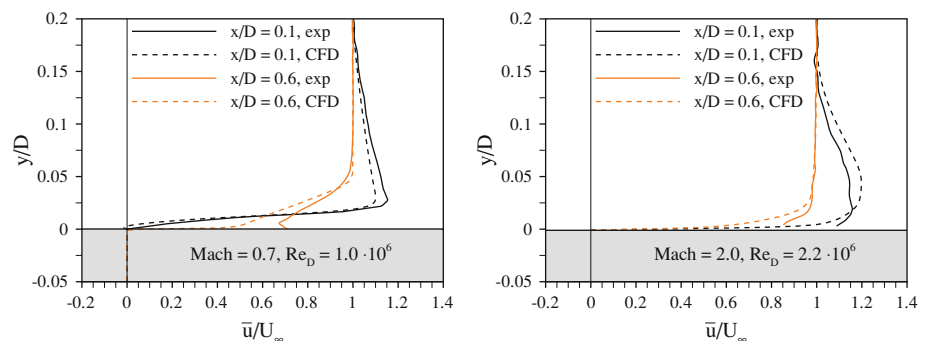 0.2
0.15
0.1
0.05
0
-0.05
y/D
x/D = 0.1, exp
x/D = 0.1, CFD
x/D = 0.6, exp
x/D = 0.6, CFD
Mach = 0.7, Re_D = 1.0 ·10⁶
-0.2 0 0.2 0.4 0.6 0.8 1 1.2 1.4
u̅/U_∞
0.2
0.15
0.1
0.05
0
-0.05
y/D
x/D = 0.1, exp
x/D = 0.1, CFD
x/D = 0.6, exp
x/D = 0.6, CFD
Mach = 2.0, Re_D = 2.2 ·10⁶
-0.2 0 0.2 0.4 0.6 0.8 1 1.2 1.4
u̅/U_∞